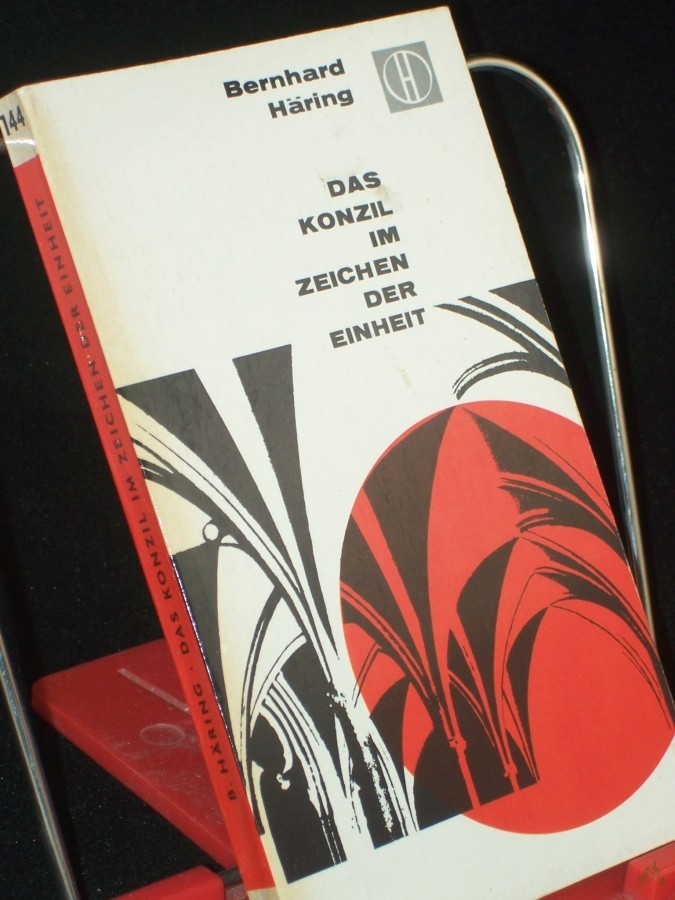 Bernhard
Häring
H
DAS
KONZIL
IM
ZEICHEN
DER
EINHEIT
144
B. HÄRING · DAS KONZIL IM ZEICHEN DER EINHEIT